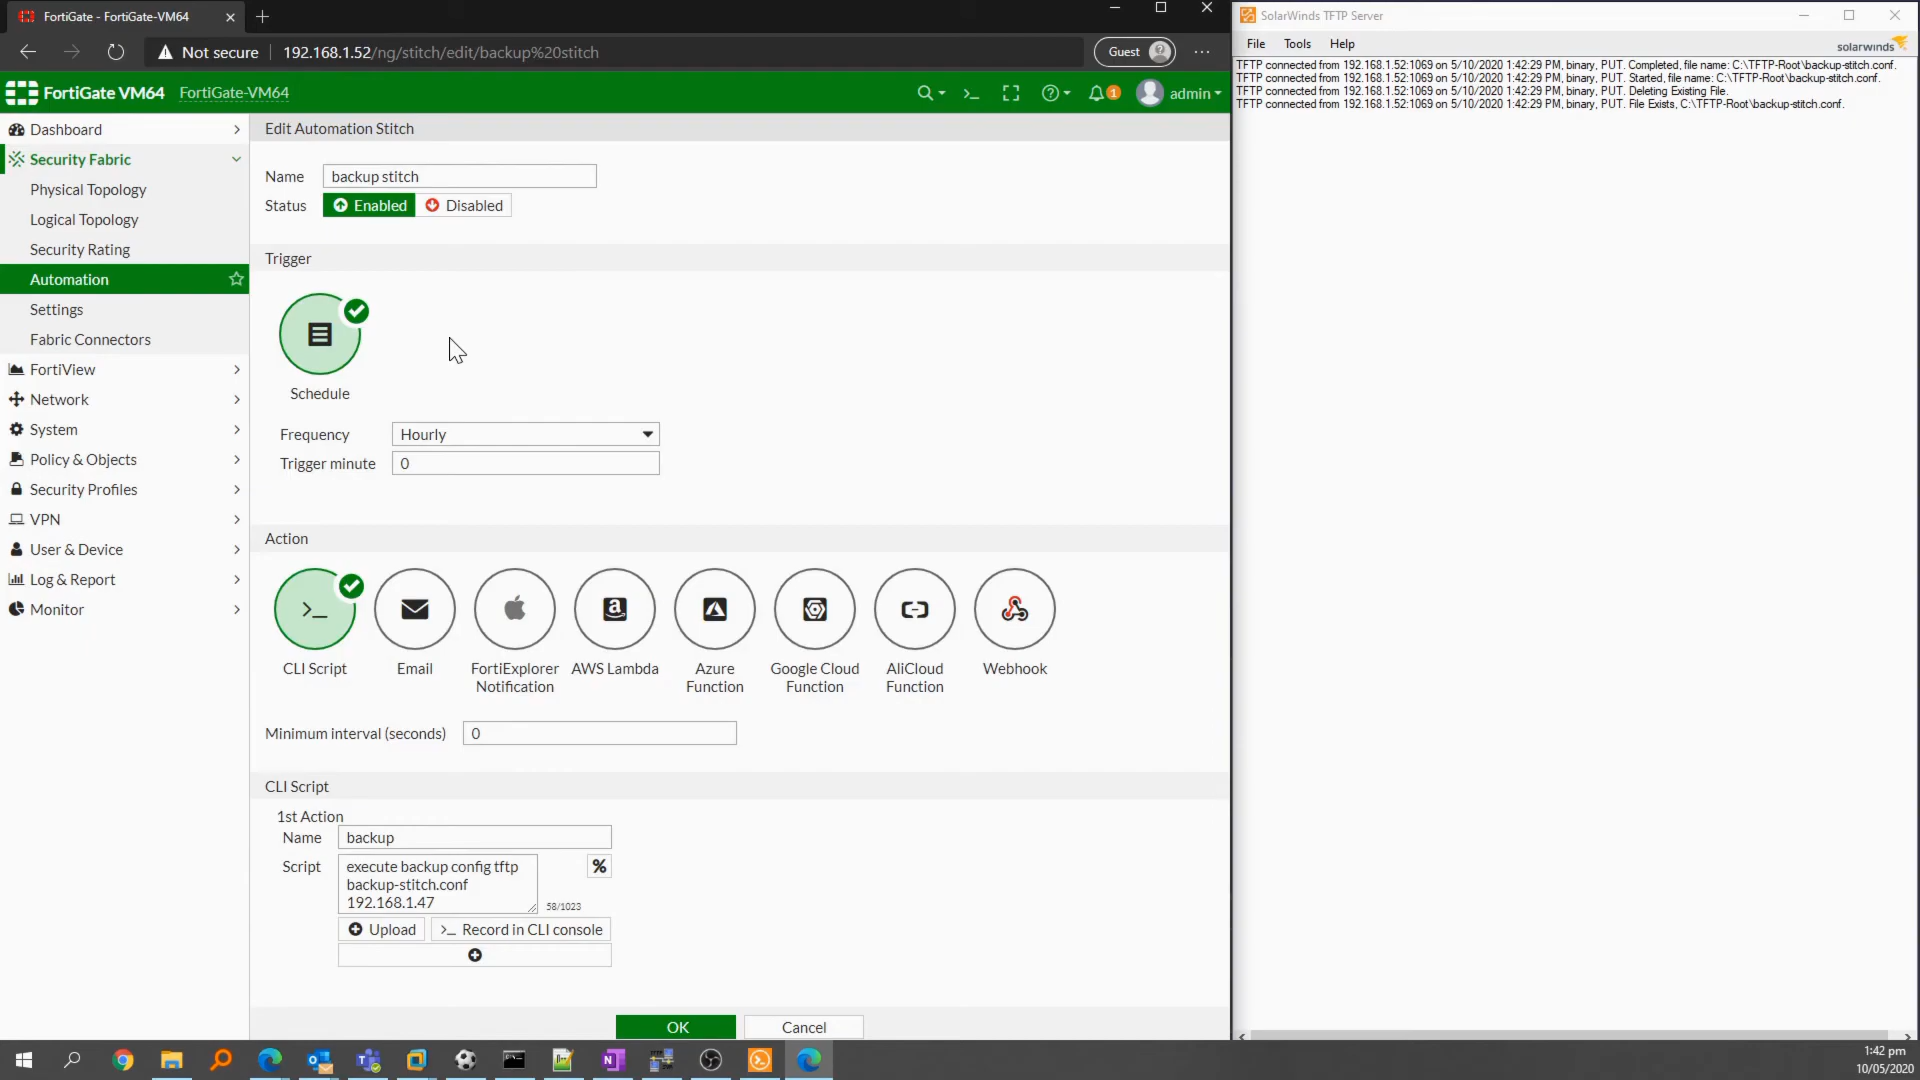 FortiGate - FortiGate-VM64
Not secure
192.168.1.52/ng/stitch/edit/backup%20stitch
Guest
FortiGate VM64
FortiGate-VM64
1
admin
Dashboard
Security Fabric
Physical Topology
Logical Topology
Security Rating
Automation
Settings
Fabric Connectors
FortiView
Network
System
Policy & Objects
Security Profiles
VPN
User & Device
Log & Report
Monitor
Edit Automation Stitch
Name backup stitch
Status Enabled Disabled
Trigger
Schedule
Frequency Hourly
Trigger minute 0
Action
CLI Script
Email
FortiExplorer
Notification
AWS Lambda
Azure
Function
Google Cloud
Function
AliCloud
Function
Webhook
Minimum interval (seconds) 0
CLI Script
1st Action
Name backup
Script execute backup config tftp
backup-stitch.conf
192.168.1.47
%
58/1023
Upload >_ Record in CLI console
OK Cancel
SolarWinds TFTP Server
File Tools Help
solarwinds
TFTP connected from 192.168.1.52:1069 on 5/10/2020 1:42:29 PM, binary, PUT. Completed, file name: C:\TFTP-Root\backup-stitch.conf.
TFTP connected from 192.168.1.52:1069 on 5/10/2020 1:42:29 PM, binary, PUT. Started, file name: C:\TFTP-Root\backup-stitch.conf.
TFTP connected from 192.168.1.52:1069 on 5/10/2020 1:42:29 PM, binary, PUT. Deleting Existing File.
TFTP connected from 192.168.1.52:1069 on 5/10/2020 1:42:29 PM, binary, PUT. File Exists, C:\TFTP-Root\backup-stitch.conf.
1:42 pm
10/05/2020